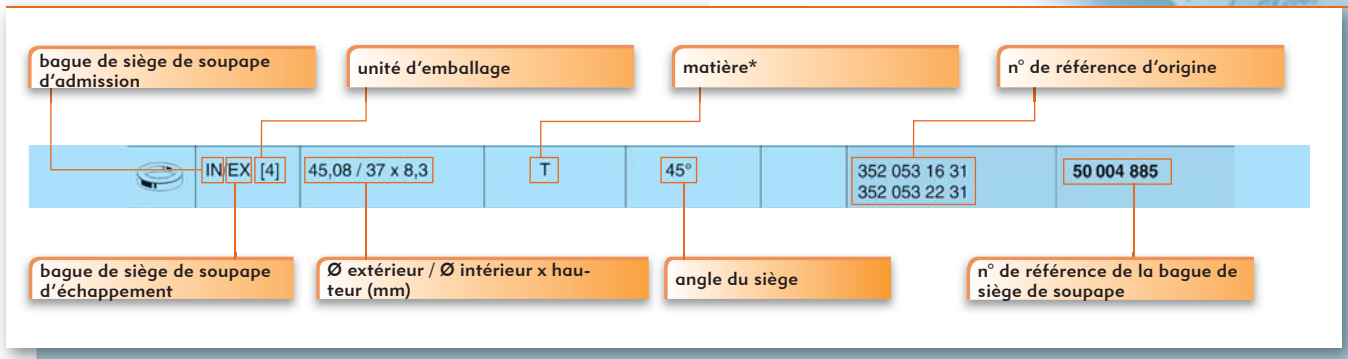 bague de siège de soupape
d'admission
unité d'emballage
matière*
n° de référence d'origine
IN/EX [4]
45,08 / 37 x 8,3
T
45°
352 053 16 31
352 053 22 31
50 004 885
bague de siège de soupape
d'échappement
Ø extérieur / Ø intérieur x hau-
teur (mm)
angle du siège
n° de référence de la bague de
siège de soupape